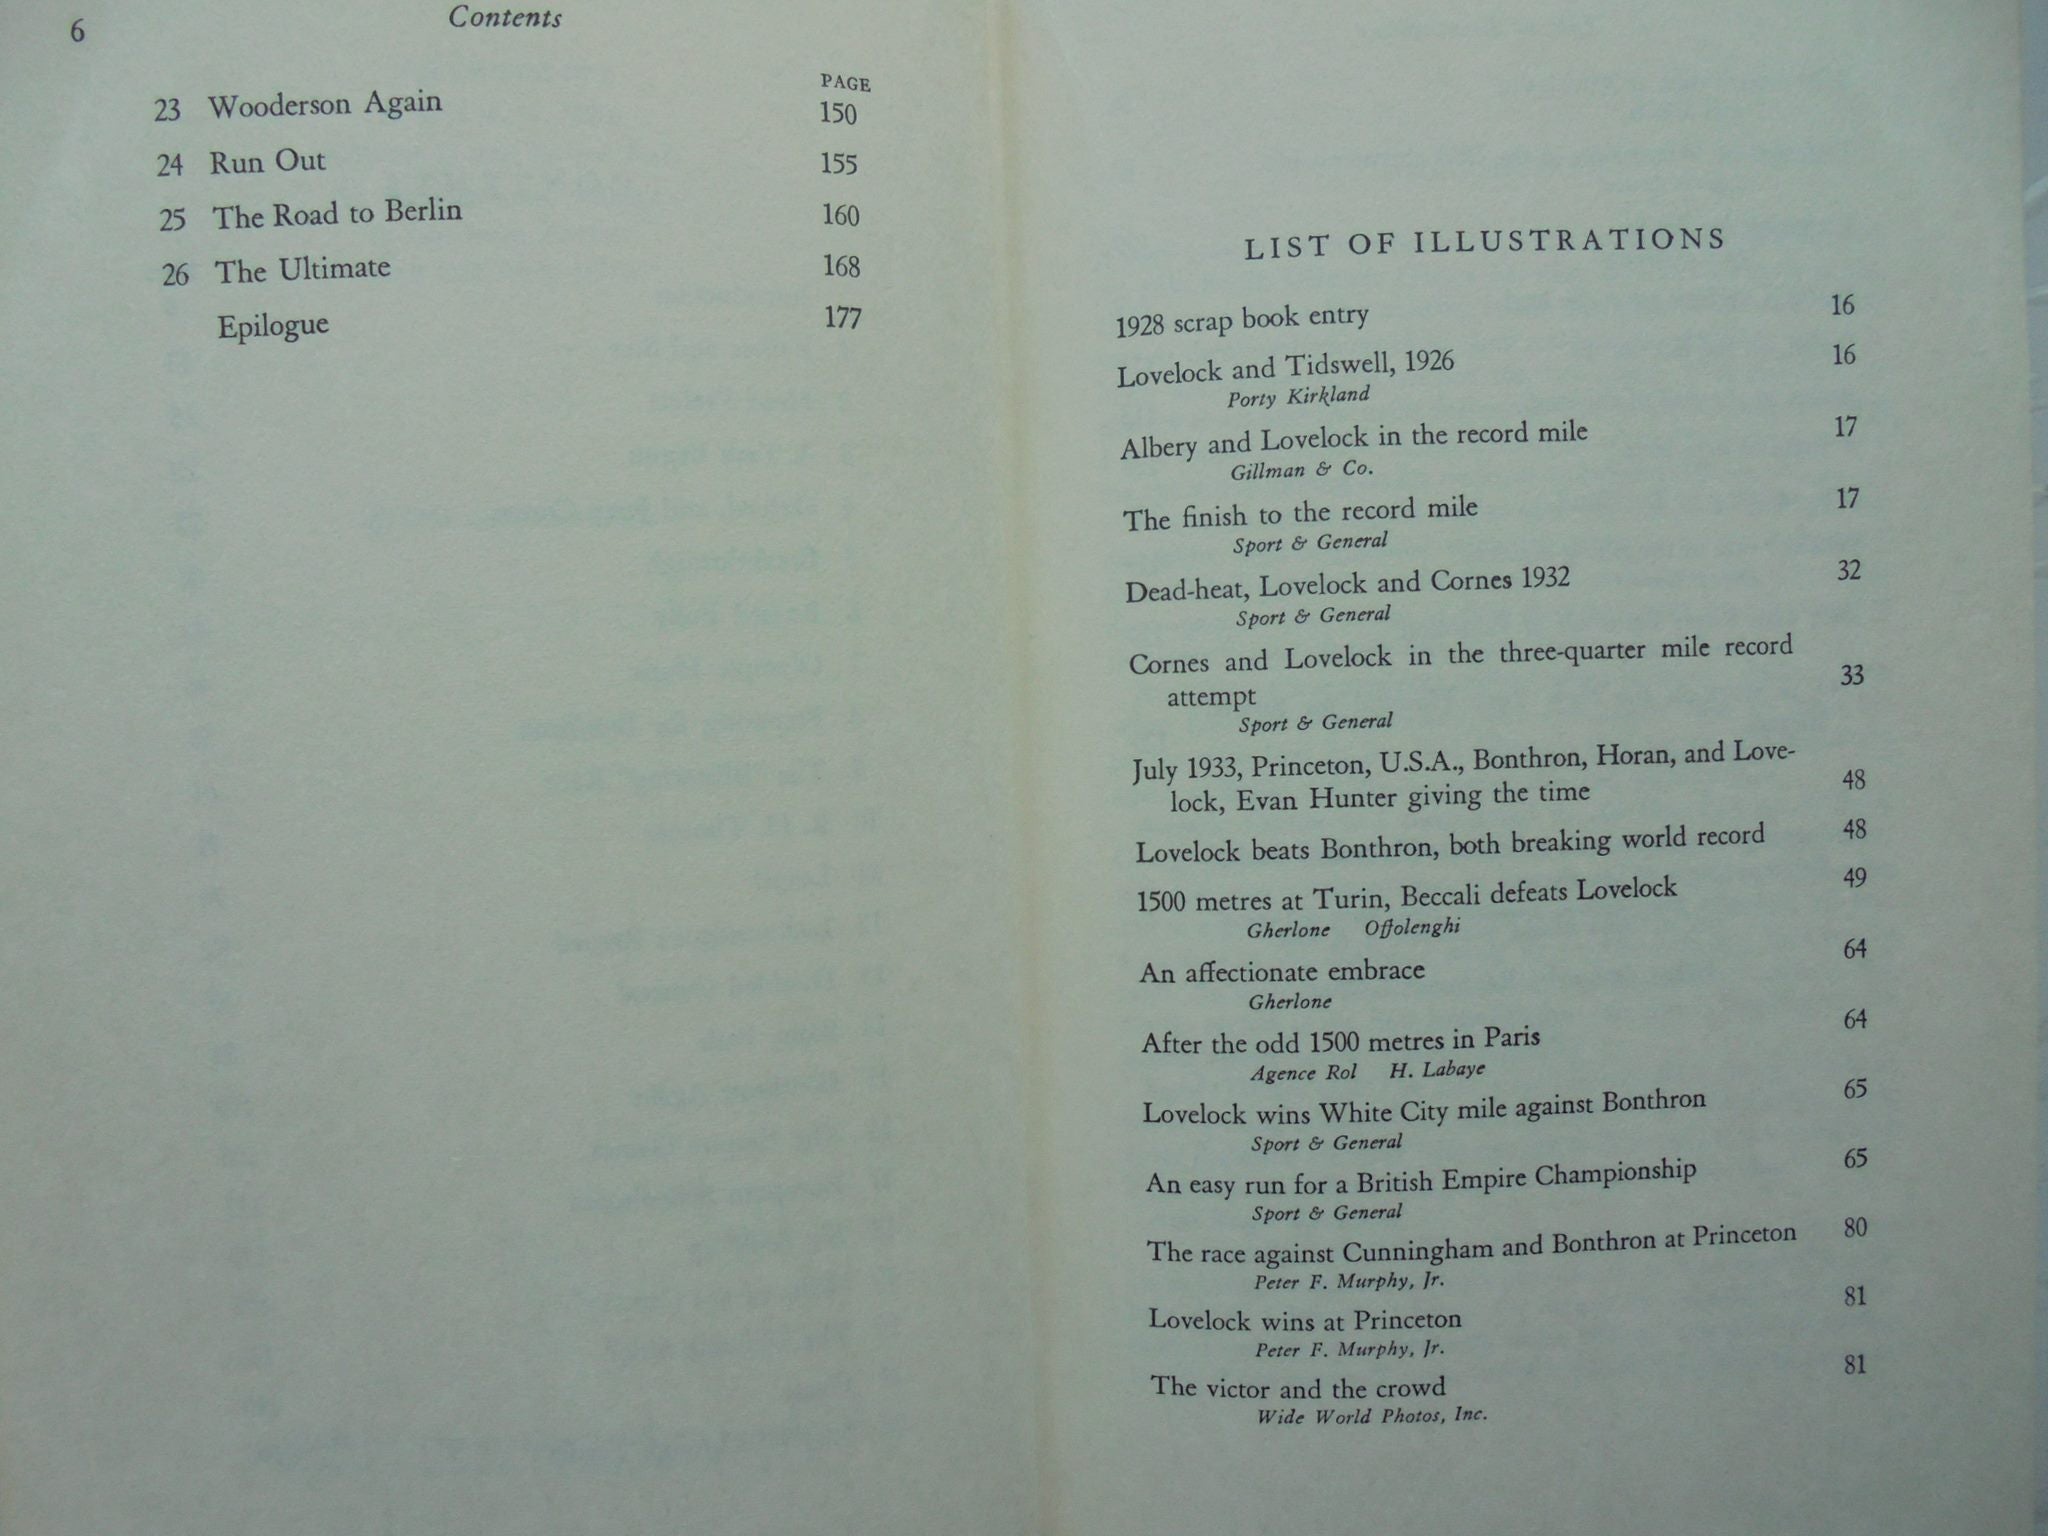 6
Contents
PAGE
23 Wooderson Again 150
24 Run Out 155
25 The Road to Berlin 160
26 The Ultimate 168
Epilogue 177
LIST OF ILLUSTRATIONS
1928 scrap book entry 16
Lovelock and Tidswell, 1926 16
Porty Kirkland
Albery and Lovelock in the record mile 17
Gillman & Co.
The finish to the record mile 17
Sport & General
Dead-heat, Lovelock and Cornes 1932 32
Sport & General
Cornes and Lovelock in the three-quarter mile record
attempt 33
Sport & General
July 1933, Princeton, U.S.A., Bonthron, Horan, and Love-
lock, Evan Hunter giving the time 48
Lovelock beats Bonthron, both breaking world record 48
1500 metres at Turin, Beccali defeats Lovelock 49
Gherlone Offolenghi
An affectionate embrace 64
Gherlone
After the odd 1500 metres in Paris 64
Agence Rol H. Labaye
Lovelock wins White City mile against Bonthron 65
Sport & General
An easy run for a British Empire Championship 65
Sport & General
The race against Cunningham and Bonthron at Princeton 80
Peter F. Murphy, Jr.
Lovelock wins at Princeton 81
Peter F. Murphy, Jr.
The victor and the crowd 81
Wide World Photos, Inc.